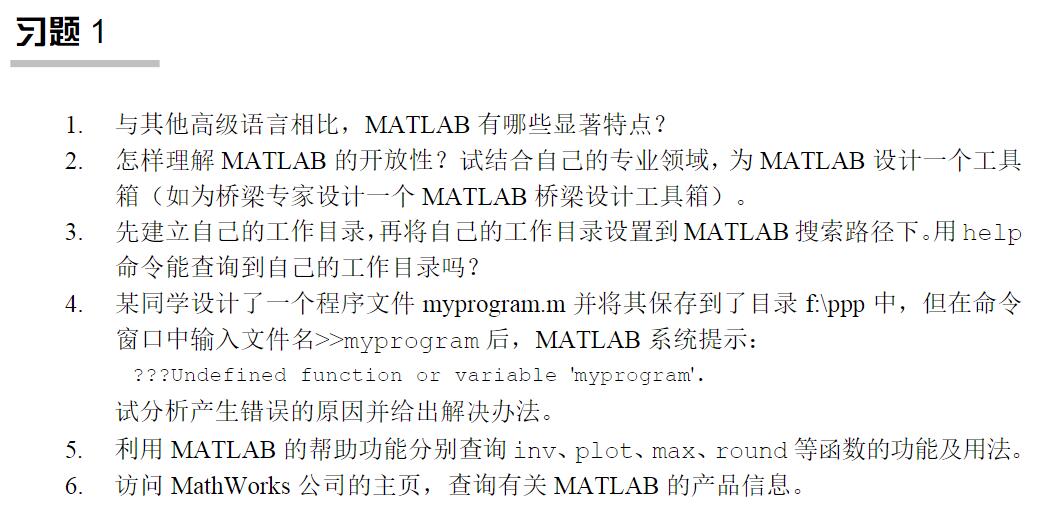 习题 1
1. 与其他高级语言相比，MATLAB 有哪些显著特点？
2. 怎样理解 MATLAB 的开放性？试结合自己的专业领域，为 MATLAB 设计一个工具
箱（如为桥梁专家设计一个 MATLAB 桥梁设计工具箱）。
3. 先建立自己的工作目录，再将自己的工作目录设置到 MATLAB 搜索路径下。用 help
命令能查询到自己的工作目录吗？
4. 某同学设计了一个程序文件 myprogram.m 并将其保存到了目录 f:\ppp 中，但在命令
窗口中输入文件名>>myprogram 后，MATLAB 系统提示：
???Undefined function or variable 'myprogram'.
试分析产生错误的原因并给出解决办法。
5. 利用 MATLAB 的帮助功能分别查询 inv、plot、max、round 等函数的功能及用法。
6. 访问 MathWorks 公司的主页，查询有关 MATLAB 的产品信息。